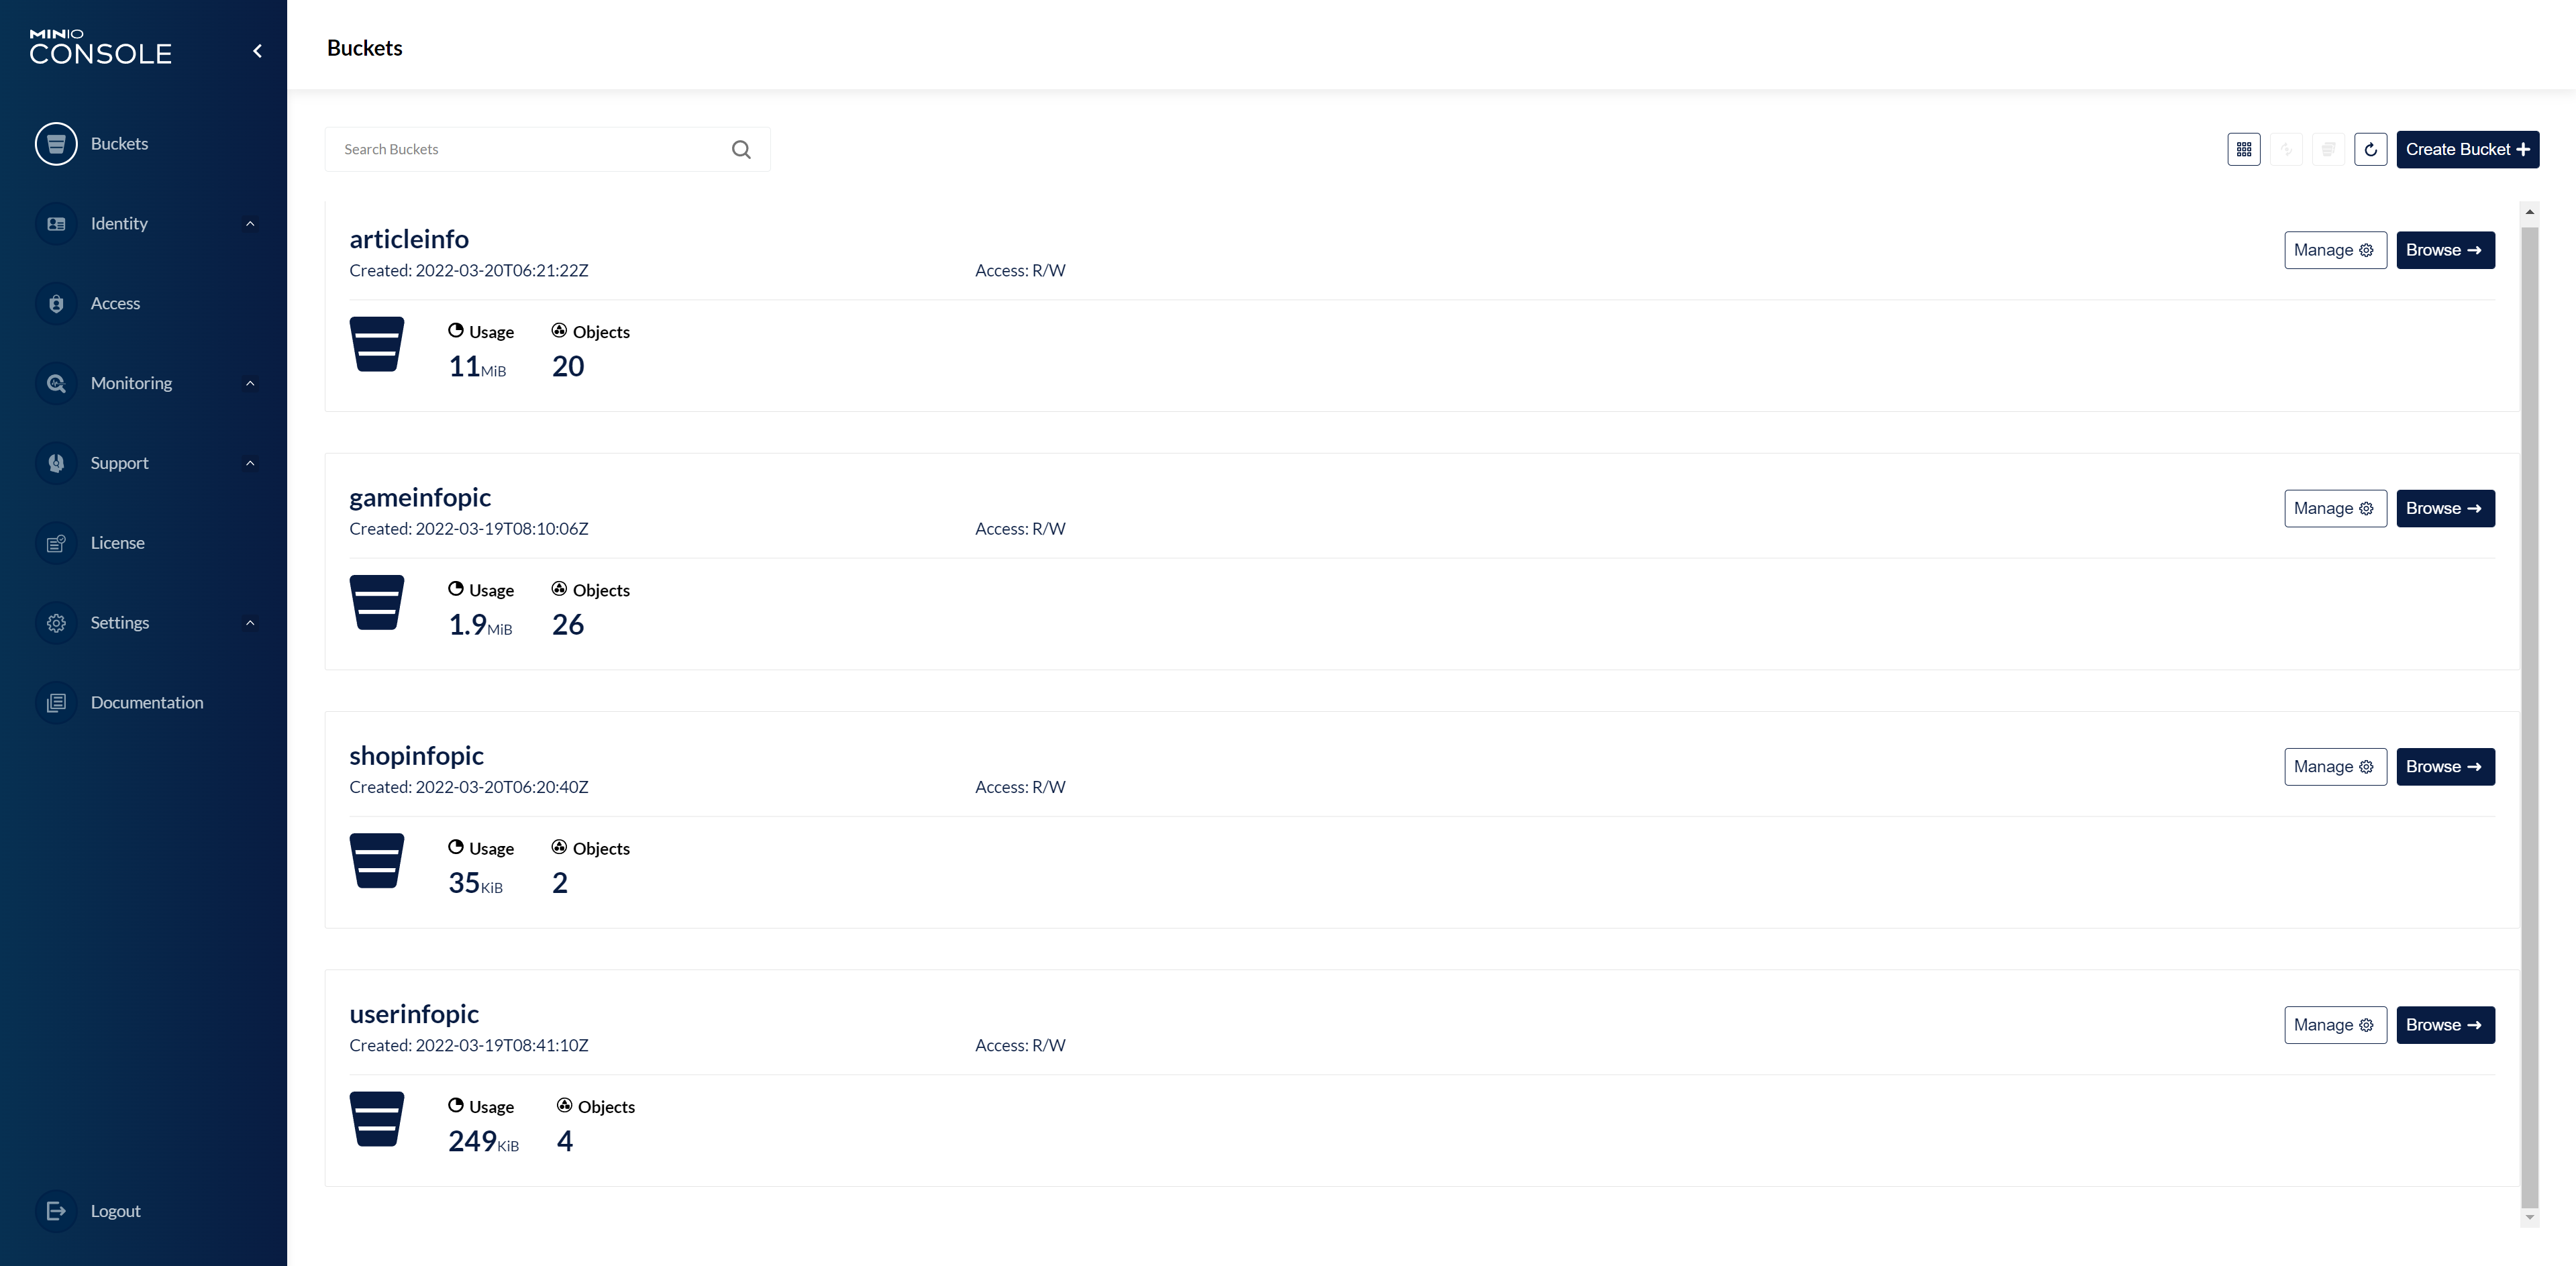 MINIO
CONSOLE
Buckets
Identity
Access
Monitoring
Support
License
Settings
Documentation
Logout
Buckets
Search Buckets
Create Bucket
articleinfo
Created: 2022-03-20T06:21:22Z Access: R/W
Manage Browse
Usage Objects
11MiB 20
gameinfopic
Created: 2022-03-19T08:10:06Z Access: R/W
Manage Browse
Usage Objects
1.9MiB 26
shopinfopic
Created: 2022-03-20T06:20:40Z Access: R/W
Manage Browse
Usage Objects
35KiB 2
userinfopic
Created: 2022-03-19T08:41:10Z Access: R/W
Manage Browse
Usage Objects
249KiB 4